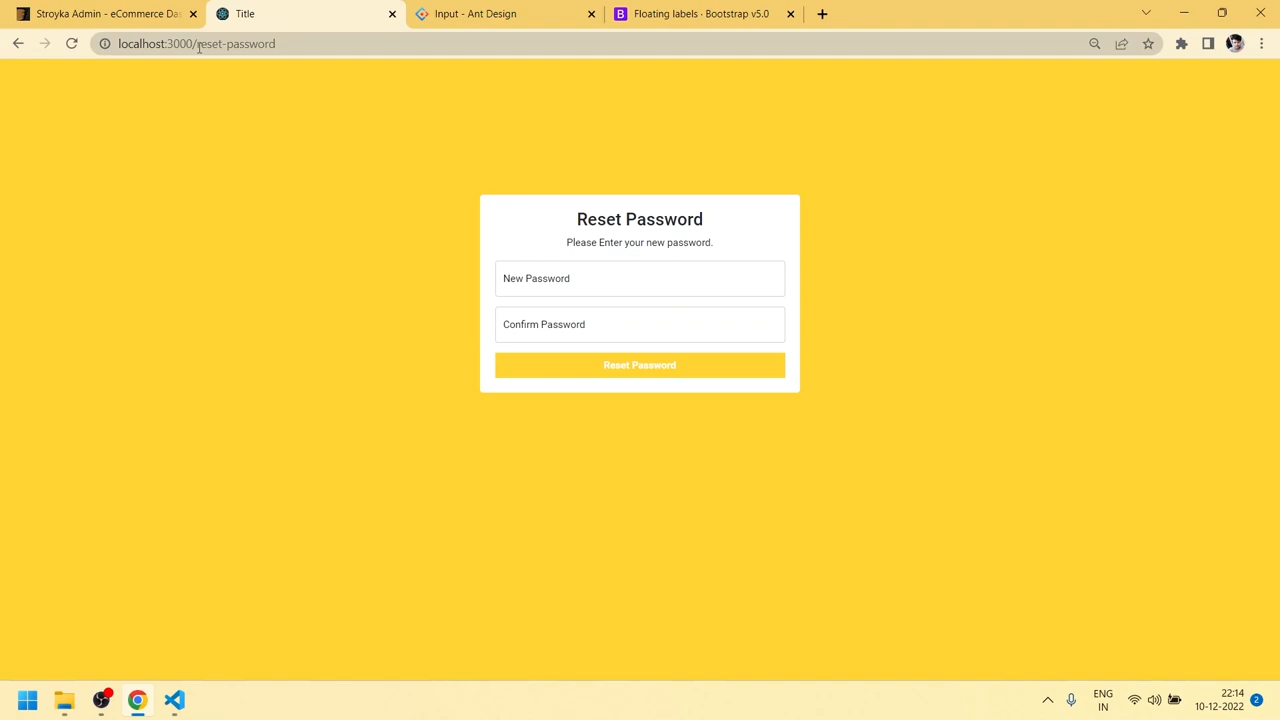 Stroyka Admin - eCommerce Das
Title
Input - Ant Design
Floating labels · Bootstrap v5.0
localhost:3000/reset-password
Reset Password
Please Enter your new password.
New Password
Confirm Password
Reset Password
ENG
IN
22:14
10-12-2022
2